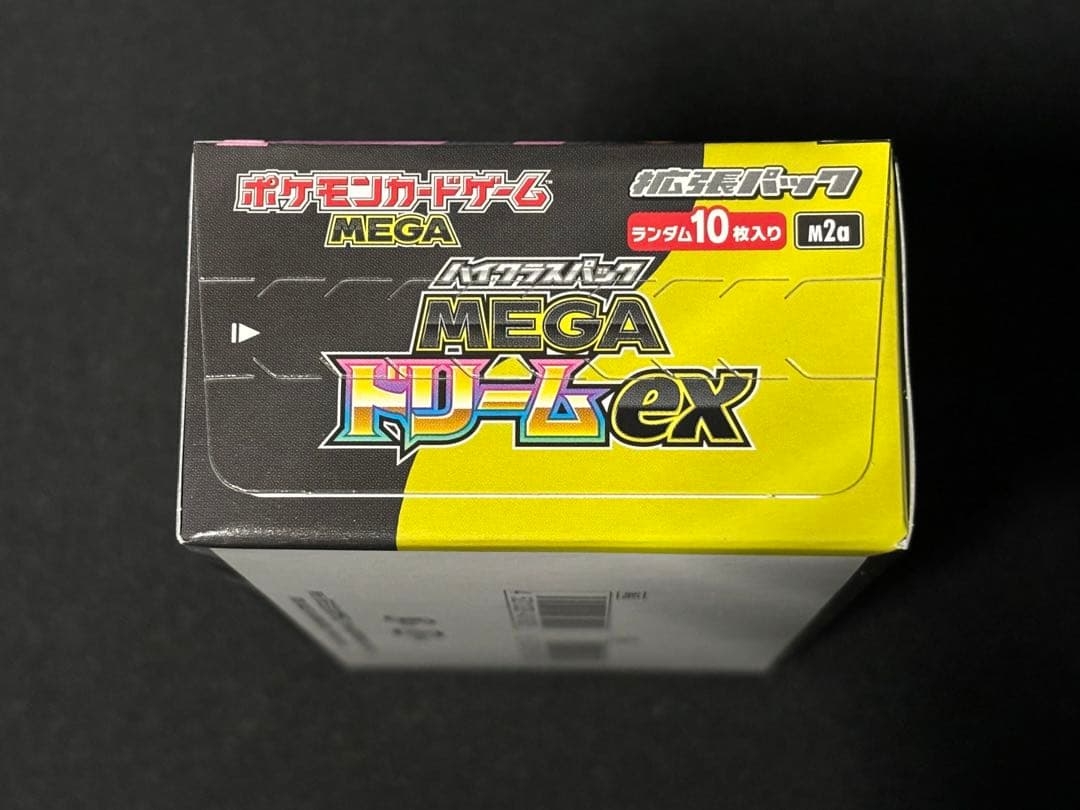 ポケモンカードゲーム
MEGA
拡張パック
ランダム10枚入り
M2a
ハイクラスパック
MEGA
ドリームex